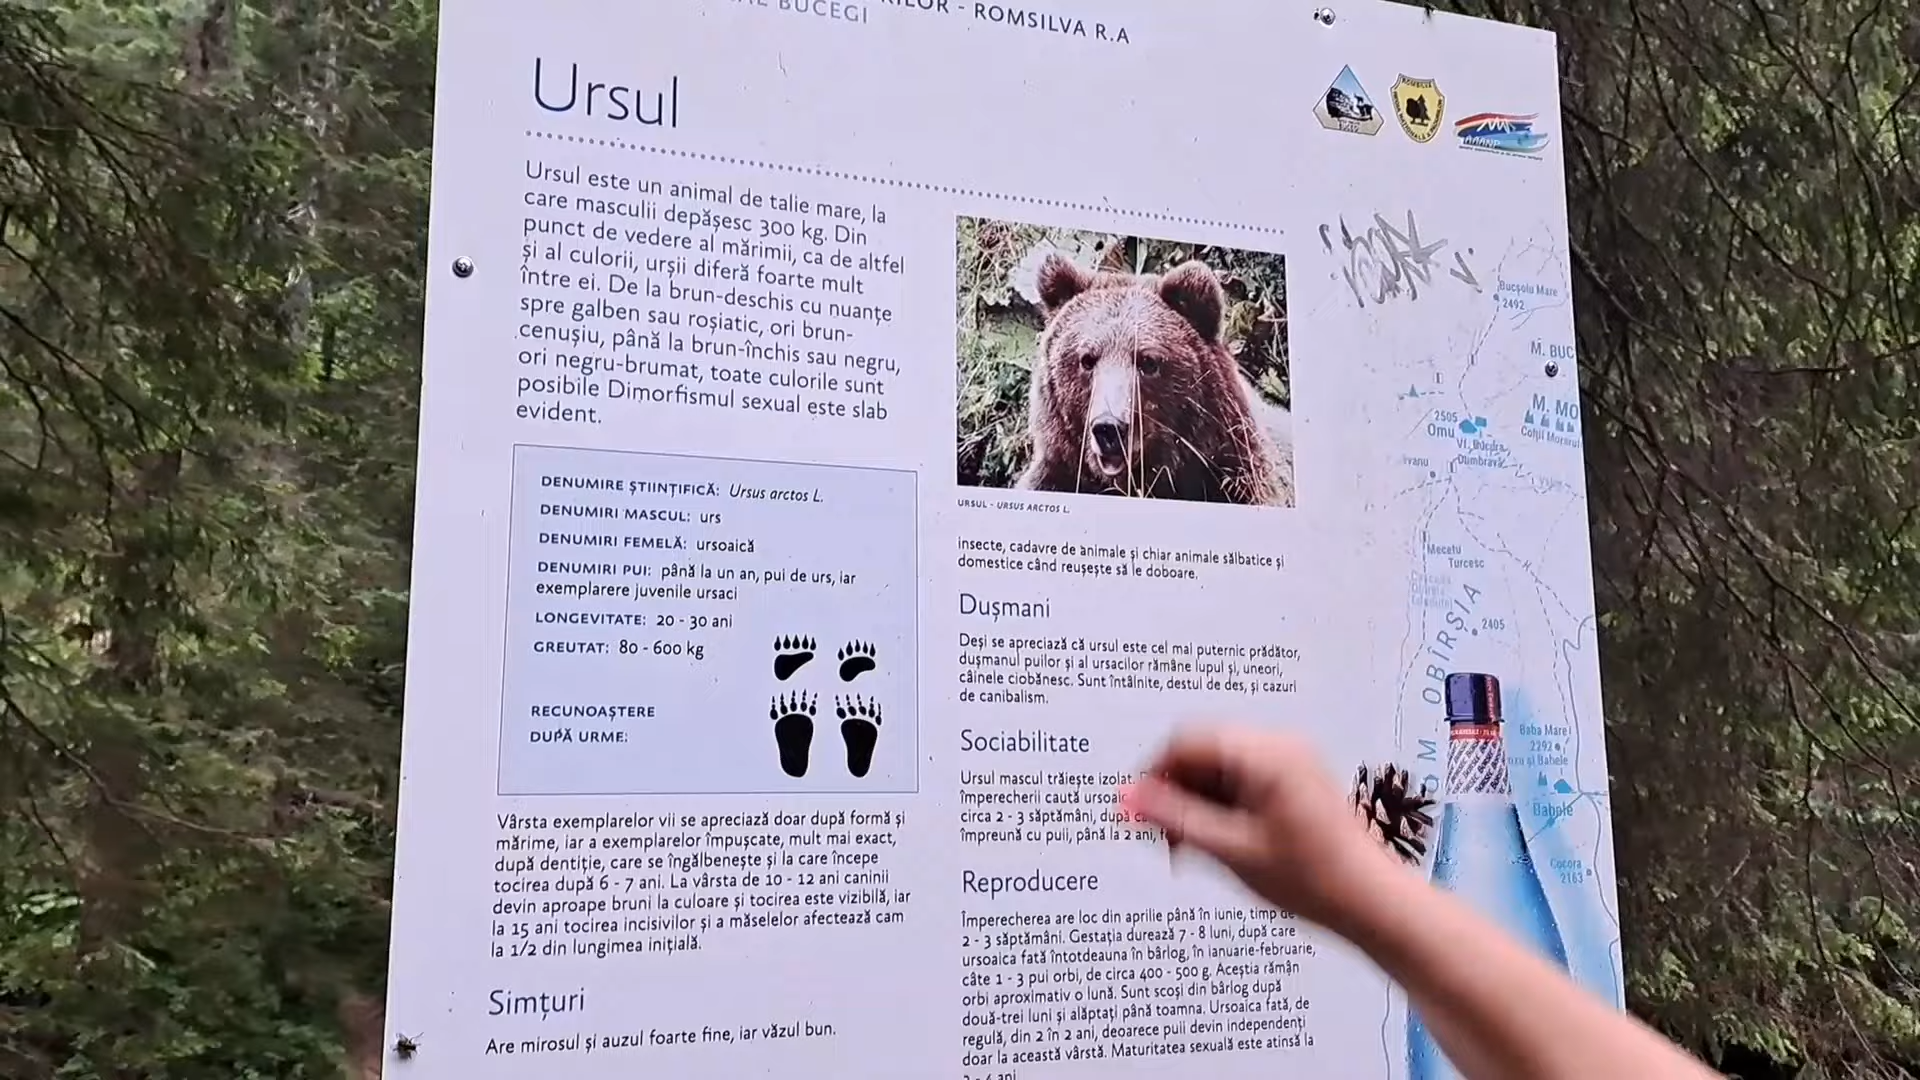 BUCEGI
- ROMSILVA R.A
Ursul
Ursul este un animal de talie mare, la
care masculii depășesc 300 kg. Din
punct de vedere al mărimii, ca de altfel
și al culorii, urșii diferă foarte mult
între ei. De la brun-deschis cu nuanțe
spre galben sau roșiatic, ori brun-
cenușiu, până la brun-închis sau negru,
ori negru-brumat, toate culorile sunt
posibile Dimorfismul sexual este slab
evident.
DENUMIRE ȘTIINȚIFICĂ: Ursus arctos L.
DENUMIRI MASCUL: urs
DENUMIRI FEMELĂ: ursoaică
DENUMIRI PUI: până la un an, pui de urs, iar
exemplarere juvenile ursaci
LONGEVITATE: 20 - 30 ani
GREUTAT: 80 - 600 kg
RECUNOAȘTERE
DUPĂ URME:
Vârsta exemplarelor vii se apreciază doar după formă și
mărime, iar a exemplarelor împușcate, mult mai exact,
după dentiție, care se îngălbenește și la care începe
tocirea după 6 - 7 ani. La vârsta de 10 - 12 ani caninii
devin aproape bruni la culoare și tocirea este vizibilă, iar
la 15 ani tocirea incisivilor și a măselelor afectează cam
la 1/2 din lungimea inițială.
Simțuri
Are mirosul și auzul foarte fine, iar văzul bun.
URSUL - URSUS ARCTOS L.
insecte, cadavre de animale și chiar animale sălbatice și
domestice când reușește să le doboare.
Dușmani
Deși se apreciază că ursul este cel mai puternic prădător,
dușmanul puilor și al ursacilor rămâne lupul și, uneori,
câinele ciobănesc. Sunt întâlnite, destul de des, și cazuri
de canibalism.
Sociabilitate
Ursul mascul trăiește izolat.
împerecherii caută
circa 2 - 3 săptămâni, după
împreună cu puii, până la 2 ani,
Reproducere
Împerecherea are loc din aprilie până în iunie, timp de
2 - 3 săptămâni. Gestația durează 7 - 8 luni, după care
ursoaica fată întotdeauna în bârlog, în ianuarie-februarie,
câte 1 - 3 pui orbi, de circa 400 - 500 g. Aceștia rămân
orbi aproximativ o lună. Sunt scoși din bârlog după
două-trei luni și alăptați până toamna. Ursoaica fată, de
regulă, din 2 în 2 ani, deoarece puii devin independenți
doar la această vârstă. Maturitatea sexuală este atinsă la
ani
ROMSILVA
Bucșolu Mare
2492
M. BUC
M. MO
2505
Omu
Dumbravă
Mecetu
Turcesc
OBÎRȘIA
2405
Baba Mare
2292
și Babele
Babele
Cocora
2163